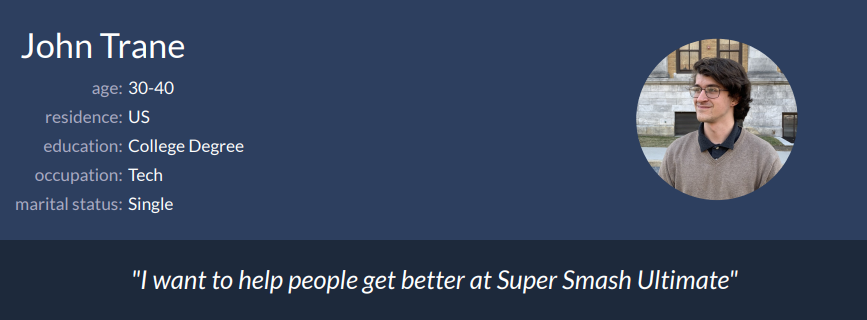 John Trane
age: 30-40
residence: US
education: College Degree
occupation: Tech
marital status: Single
"I want to help people get better at Super Smash Ultimate"